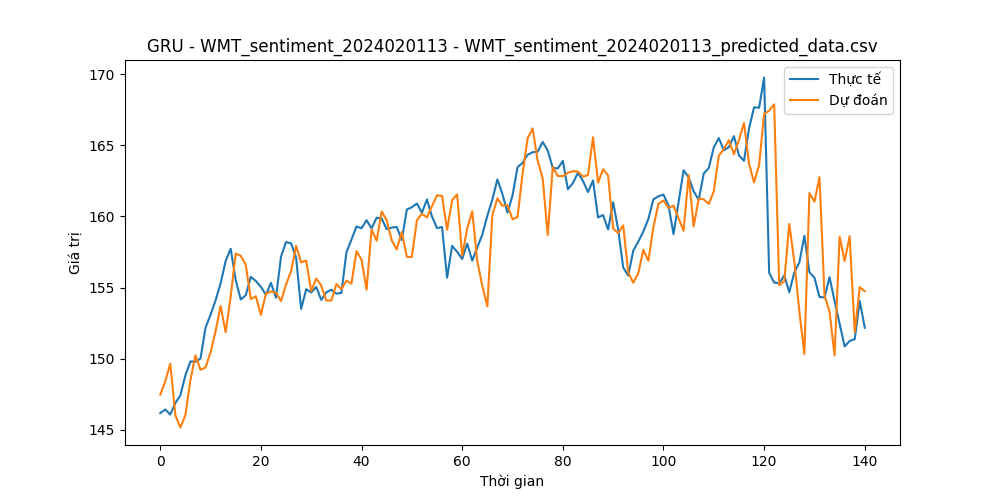 GRU - WMT_sentiment_2024020113 - WMT_sentiment_2024020113_predicted_data.csv
Thực tế
Dự đoán
Giá trị
170
165
160
155
150
145
0 20 40 60 80 100 120 140
Thời gian